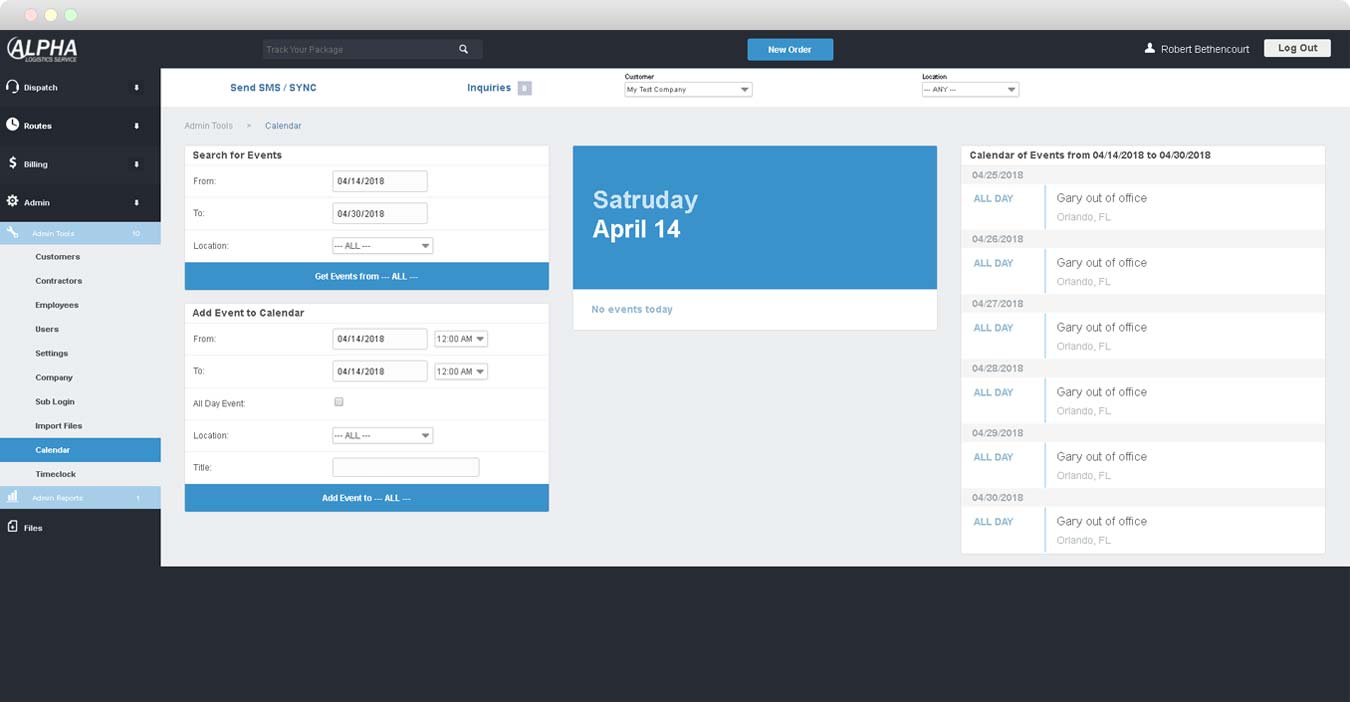 ALPHA
LOGISTICS SERVICE
Track Your Package
New Order
Robert Bethencourt
Log Out
Dispatch
Routes
Billing
Admin
Admin Tools 10
Customers
Contractors
Employees
Users
Settings
Company
Sub Login
Import Files
Calendar
Timeclock
Admin Reports 1
Files
Send SMS / SYNC
Inquiries 0
Customer
My Test Company
Location
--- ANY ---
Admin Tools > Calendar
Search for Events
From: 04/14/2018
To: 04/30/2018
Location: --- ALL ---
Get Events from --- ALL ---
Add Event to Calendar
From: 04/14/2018 12:00 AM
To: 04/14/2018 12:00 AM
All Day Event:
Location: --- ALL ---
Title:
Add Event to --- ALL ---
Satruday
April 14
No events today
Calendar of Events from 04/14/2018 to 04/30/2018
04/25/2018
ALL DAY Gary out of office
Orlando, FL
04/26/2018
ALL DAY Gary out of office
Orlando, FL
04/27/2018
ALL DAY Gary out of office
Orlando, FL
04/28/2018
ALL DAY Gary out of office
Orlando, FL
04/29/2018
ALL DAY Gary out of office
Orlando, FL
04/30/2018
ALL DAY Gary out of office
Orlando, FL